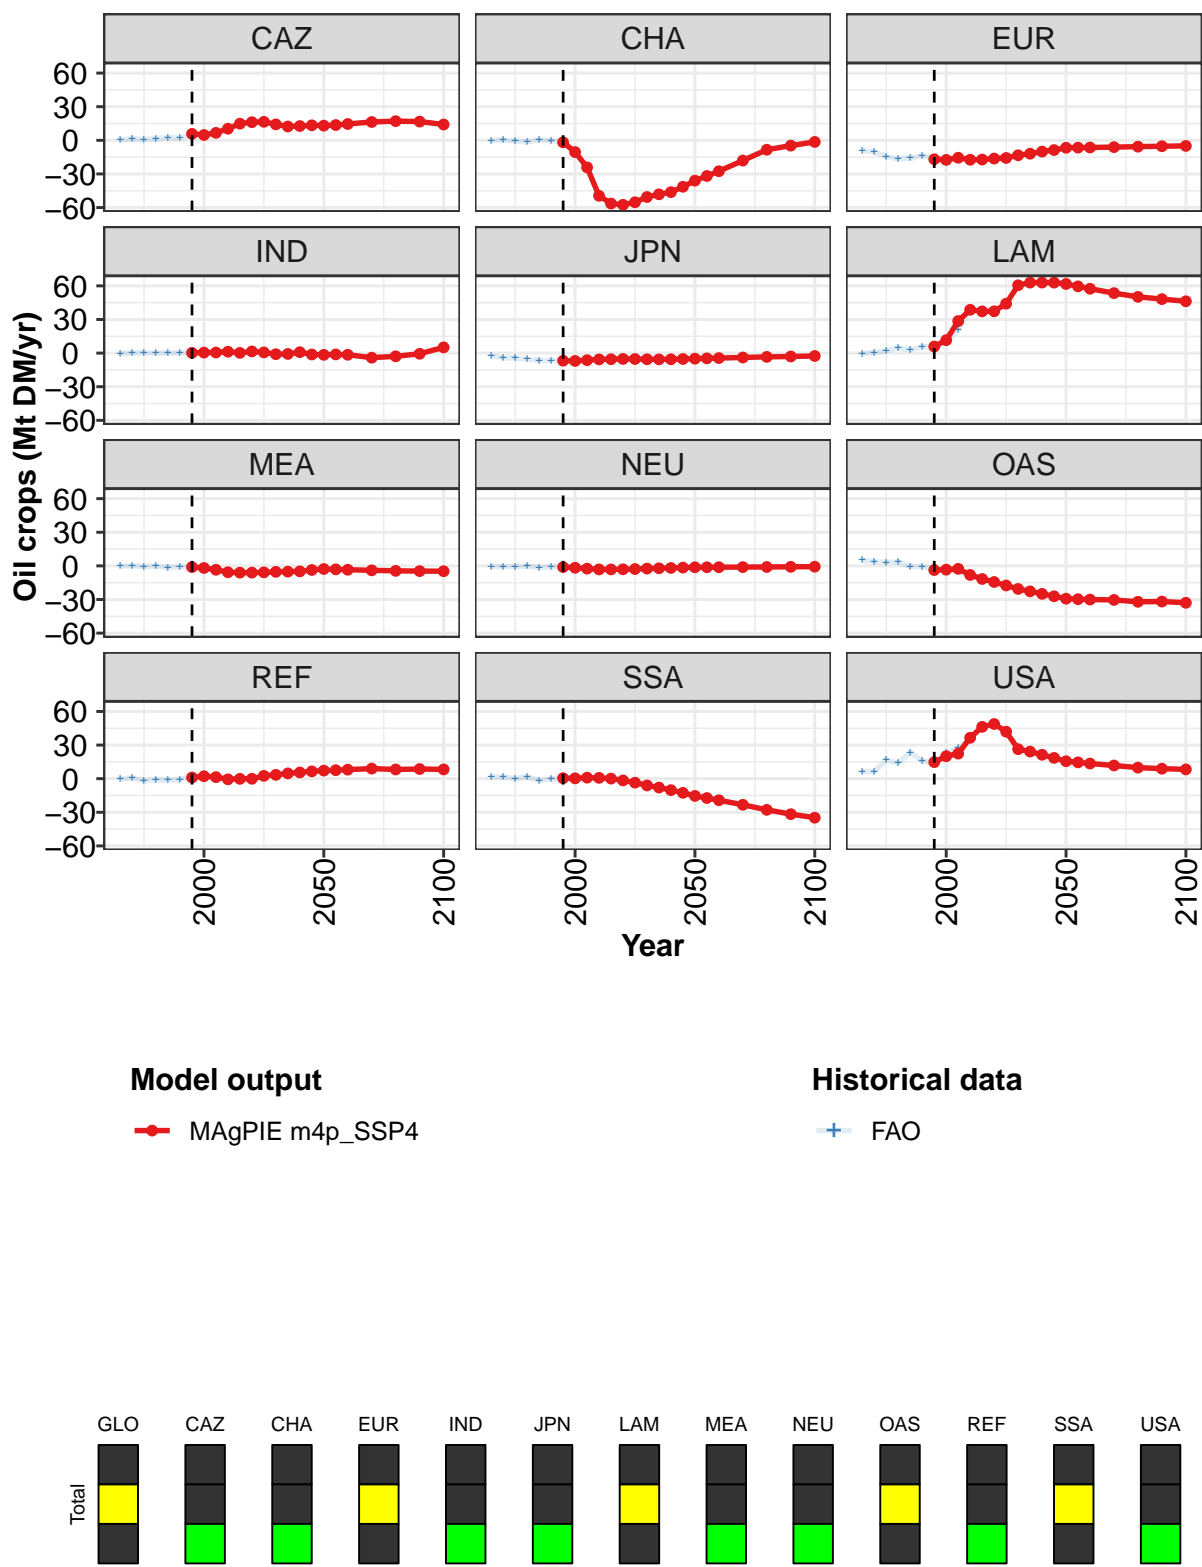 CAZ CHA EUR
60
30
0
−30
−60
IND JPN LAM
60
30
0
−30
−60
MEA NEU OAS
60
30
0
−30
−60
REF SSA USA
60
30
0
−30
−60
Oil crops (Mt DM/yr)
2000 2050 2100 2000 2050 2100 2000 2050 2100
Year
Model output Historical data
MAgPIE m4p_SSP4 FAO
GLO CAZ CHA EUR IND JPN LAM MEA NEU OAS REF SSA USA
Total